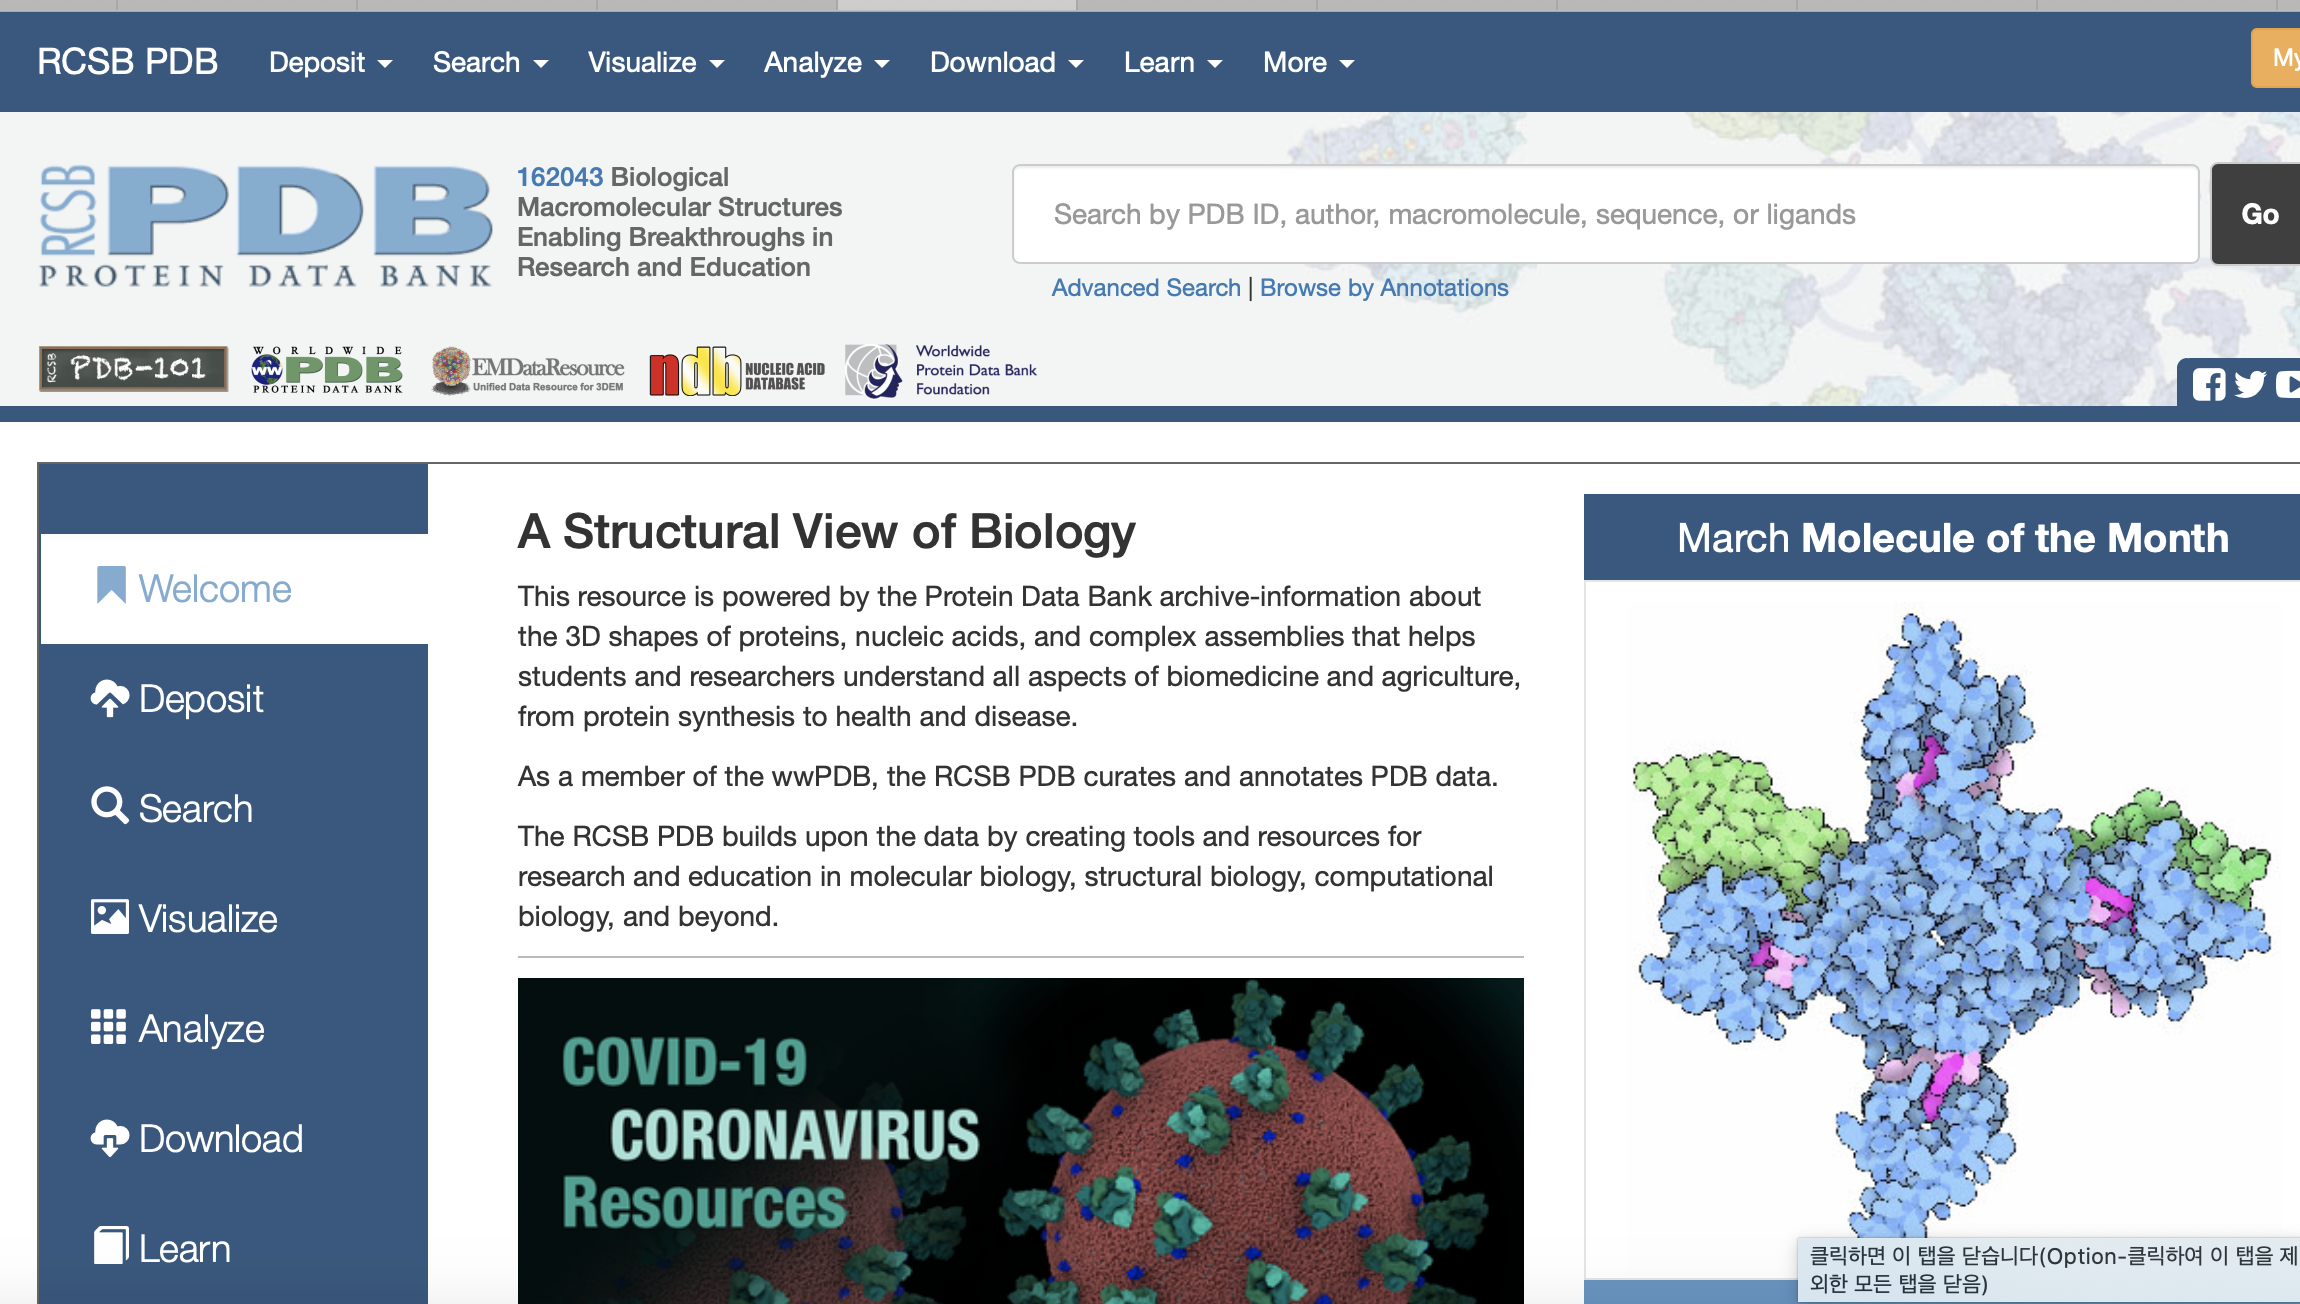 RCSB PDB Deposit Search Visualize Analyze Download Learn More My
RCSB PDB
PROTEIN DATA BANK
162043 Biological
Macromolecular Structures
Enabling Breakthroughs in
Research and Education
Search by PDB ID, author, macromolecule, sequence, or ligands
Go
Advanced Search | Browse by Annotations
RCSB PDB-101
WORLDWIDE
ww PDB
PROTEIN DATA BANK
EMDataResource
Unified Data Resource for 3DEM
ndb NUCLEIC ACID
DATABASE
Worldwide
Protein Data Bank
Foundation
Welcome
Deposit
Search
Visualize
Analyze
Download
Learn
A Structural View of Biology
This resource is powered by the Protein Data Bank archive-information about
the 3D shapes of proteins, nucleic acids, and complex assemblies that helps
students and researchers understand all aspects of biomedicine and agriculture,
from protein synthesis to health and disease.
As a member of the wwPDB, the RCSB PDB curates and annotates PDB data.
The RCSB PDB builds upon the data by creating tools and resources for
research and education in molecular biology, structural biology, computational
biology, and beyond.
COVID-19
CORONAVIRUS
Resources
March Molecule of the Month
클릭하면 이 탭을 닫습니다(Option-클릭하여 이 탭을 제
외한 모든 탭을 닫음)